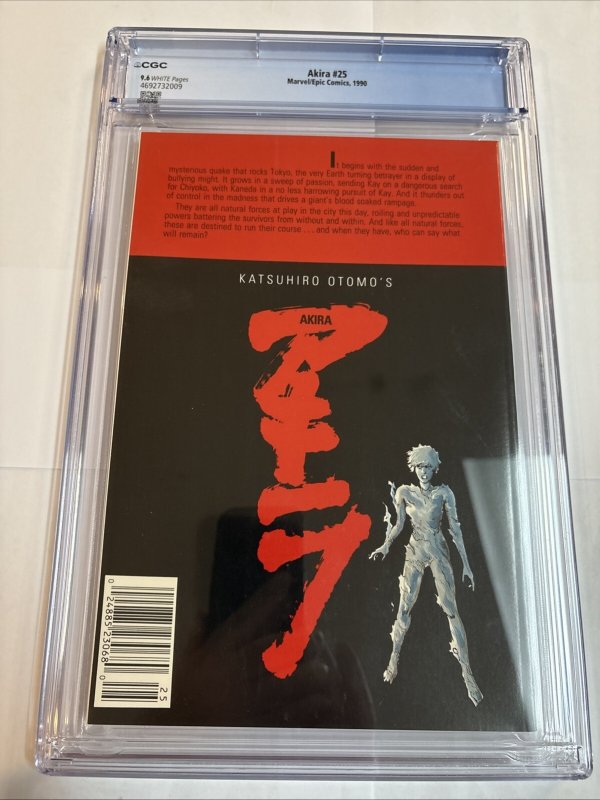 CGC
9.6 WHITE Pages
4692732009
Akira #25
Marvel/Epic Comics, 1990
It begins with the sudden and
mysterious quake that rocks Tokyo, the very Earth turning betrayer in a display of
bullying might. It grows in a sweep of passion, sending Kay on a dangerous search
for Chiyoko, with Kaneda in a no less harrowing pursuit of Kay. And it thunders out
of control in the madness that drives a giant's blood soaked rampage.
They are all natural forces at play in the city this day, roiling and unpredictable
powers battering the survivors from without and within. And like all natural forces,
these are destined to run their course . . . and when they have, who can say what
will remain?
KATSUHIRO OTOMO'S
AKIRA
アキラ
0 24885 23068 0
25